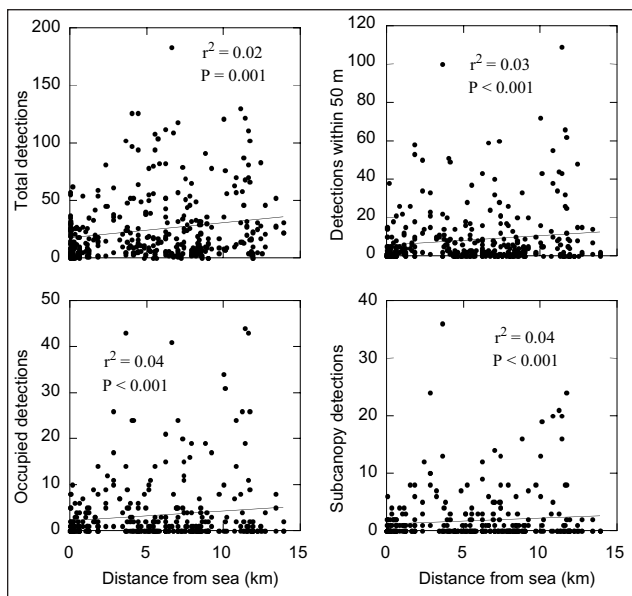 200
150
100
50
0
Total detections
r² = 0.02
P = 0.001
120
100
80
60
40
20
0
Detections within 50 m
r² = 0.03
P < 0.001
50
40
30
20
10
0
Occupied detections
r² = 0.04
P < 0.001
0 5 10 15
Distance from sea (km)
40
30
20
10
0
Subcanopy detections
r² = 0.04
P < 0.001
0 5 10 15
Distance from sea (km)